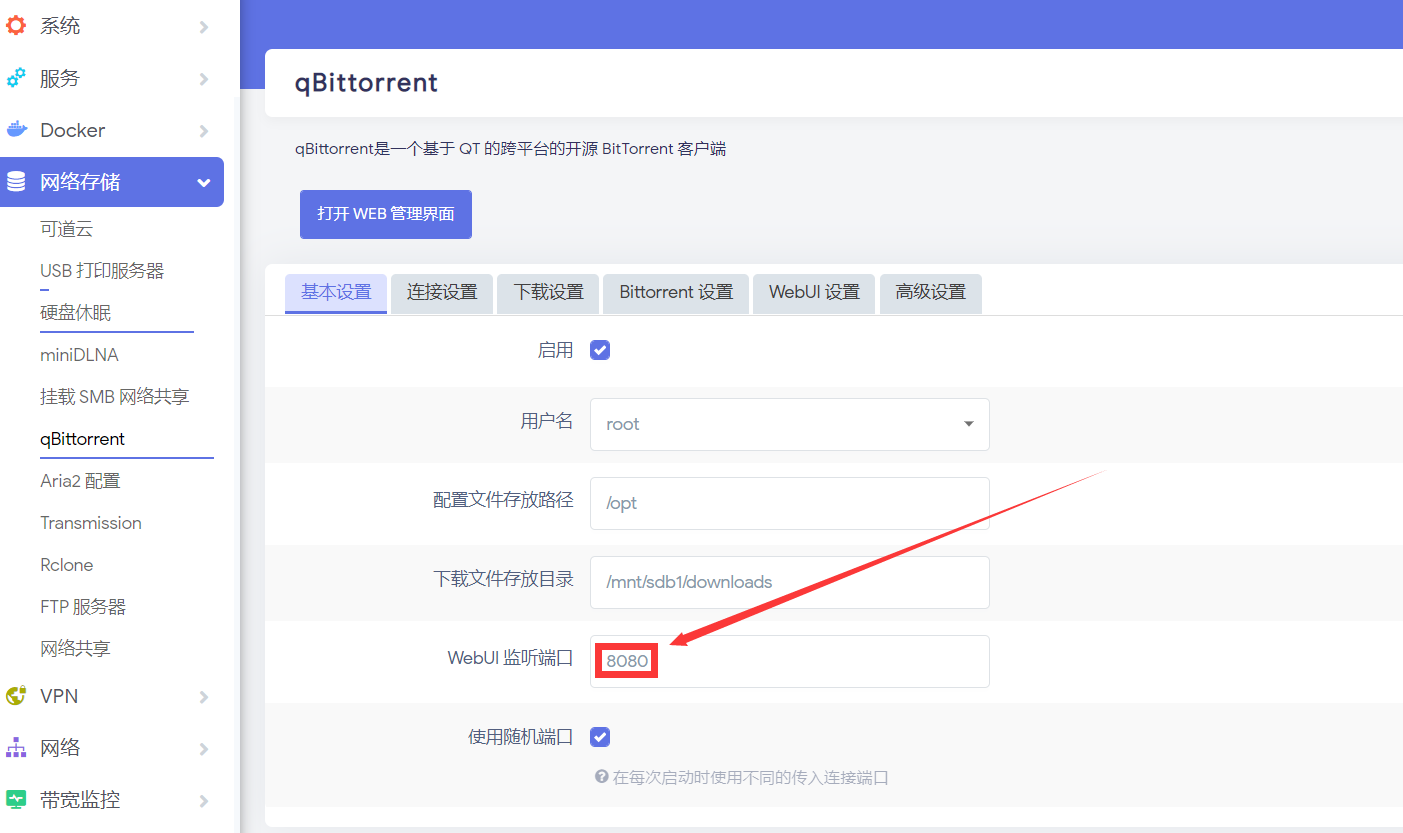 系统
服务
Docker
网络存储
可道云
USB 打印服务器
硬盘休眠
miniDLNA
挂载 SMB 网络共享
qBittorrent
Aria2 配置
Transmission
Rclone
FTP 服务器
网络共享
VPN
网络
带宽监控
qBittorrent
qBittorrent是一个基于 QT 的跨平台的开源 BitTorrent 客户端
打开 WEB 管理界面
基本设置 连接设置 下载设置 Bittorrent 设置 WebUI 设置 高级设置
启用
用户名 root
配置文件存放路径 /opt
下载文件存放目录 /mnt/sdb1/downloads
WebUI 监听端口 8080
使用随机端口
在每次启动时使用不同的传入连接端口